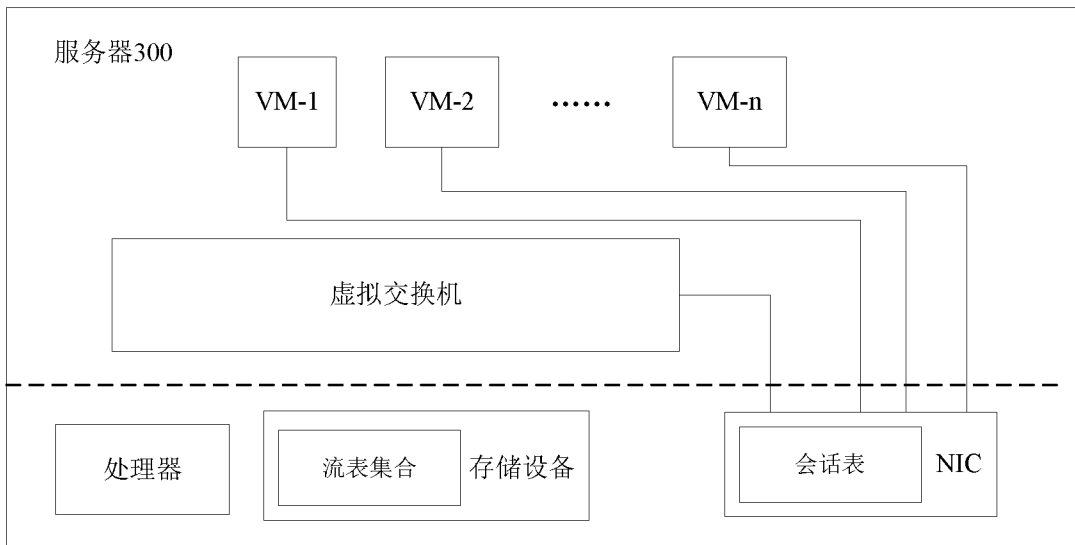 服务器300
VM-1
VM-2
······
VM-n
虚拟交换机
处理器
流表集合
存储设备
会话表
NIC